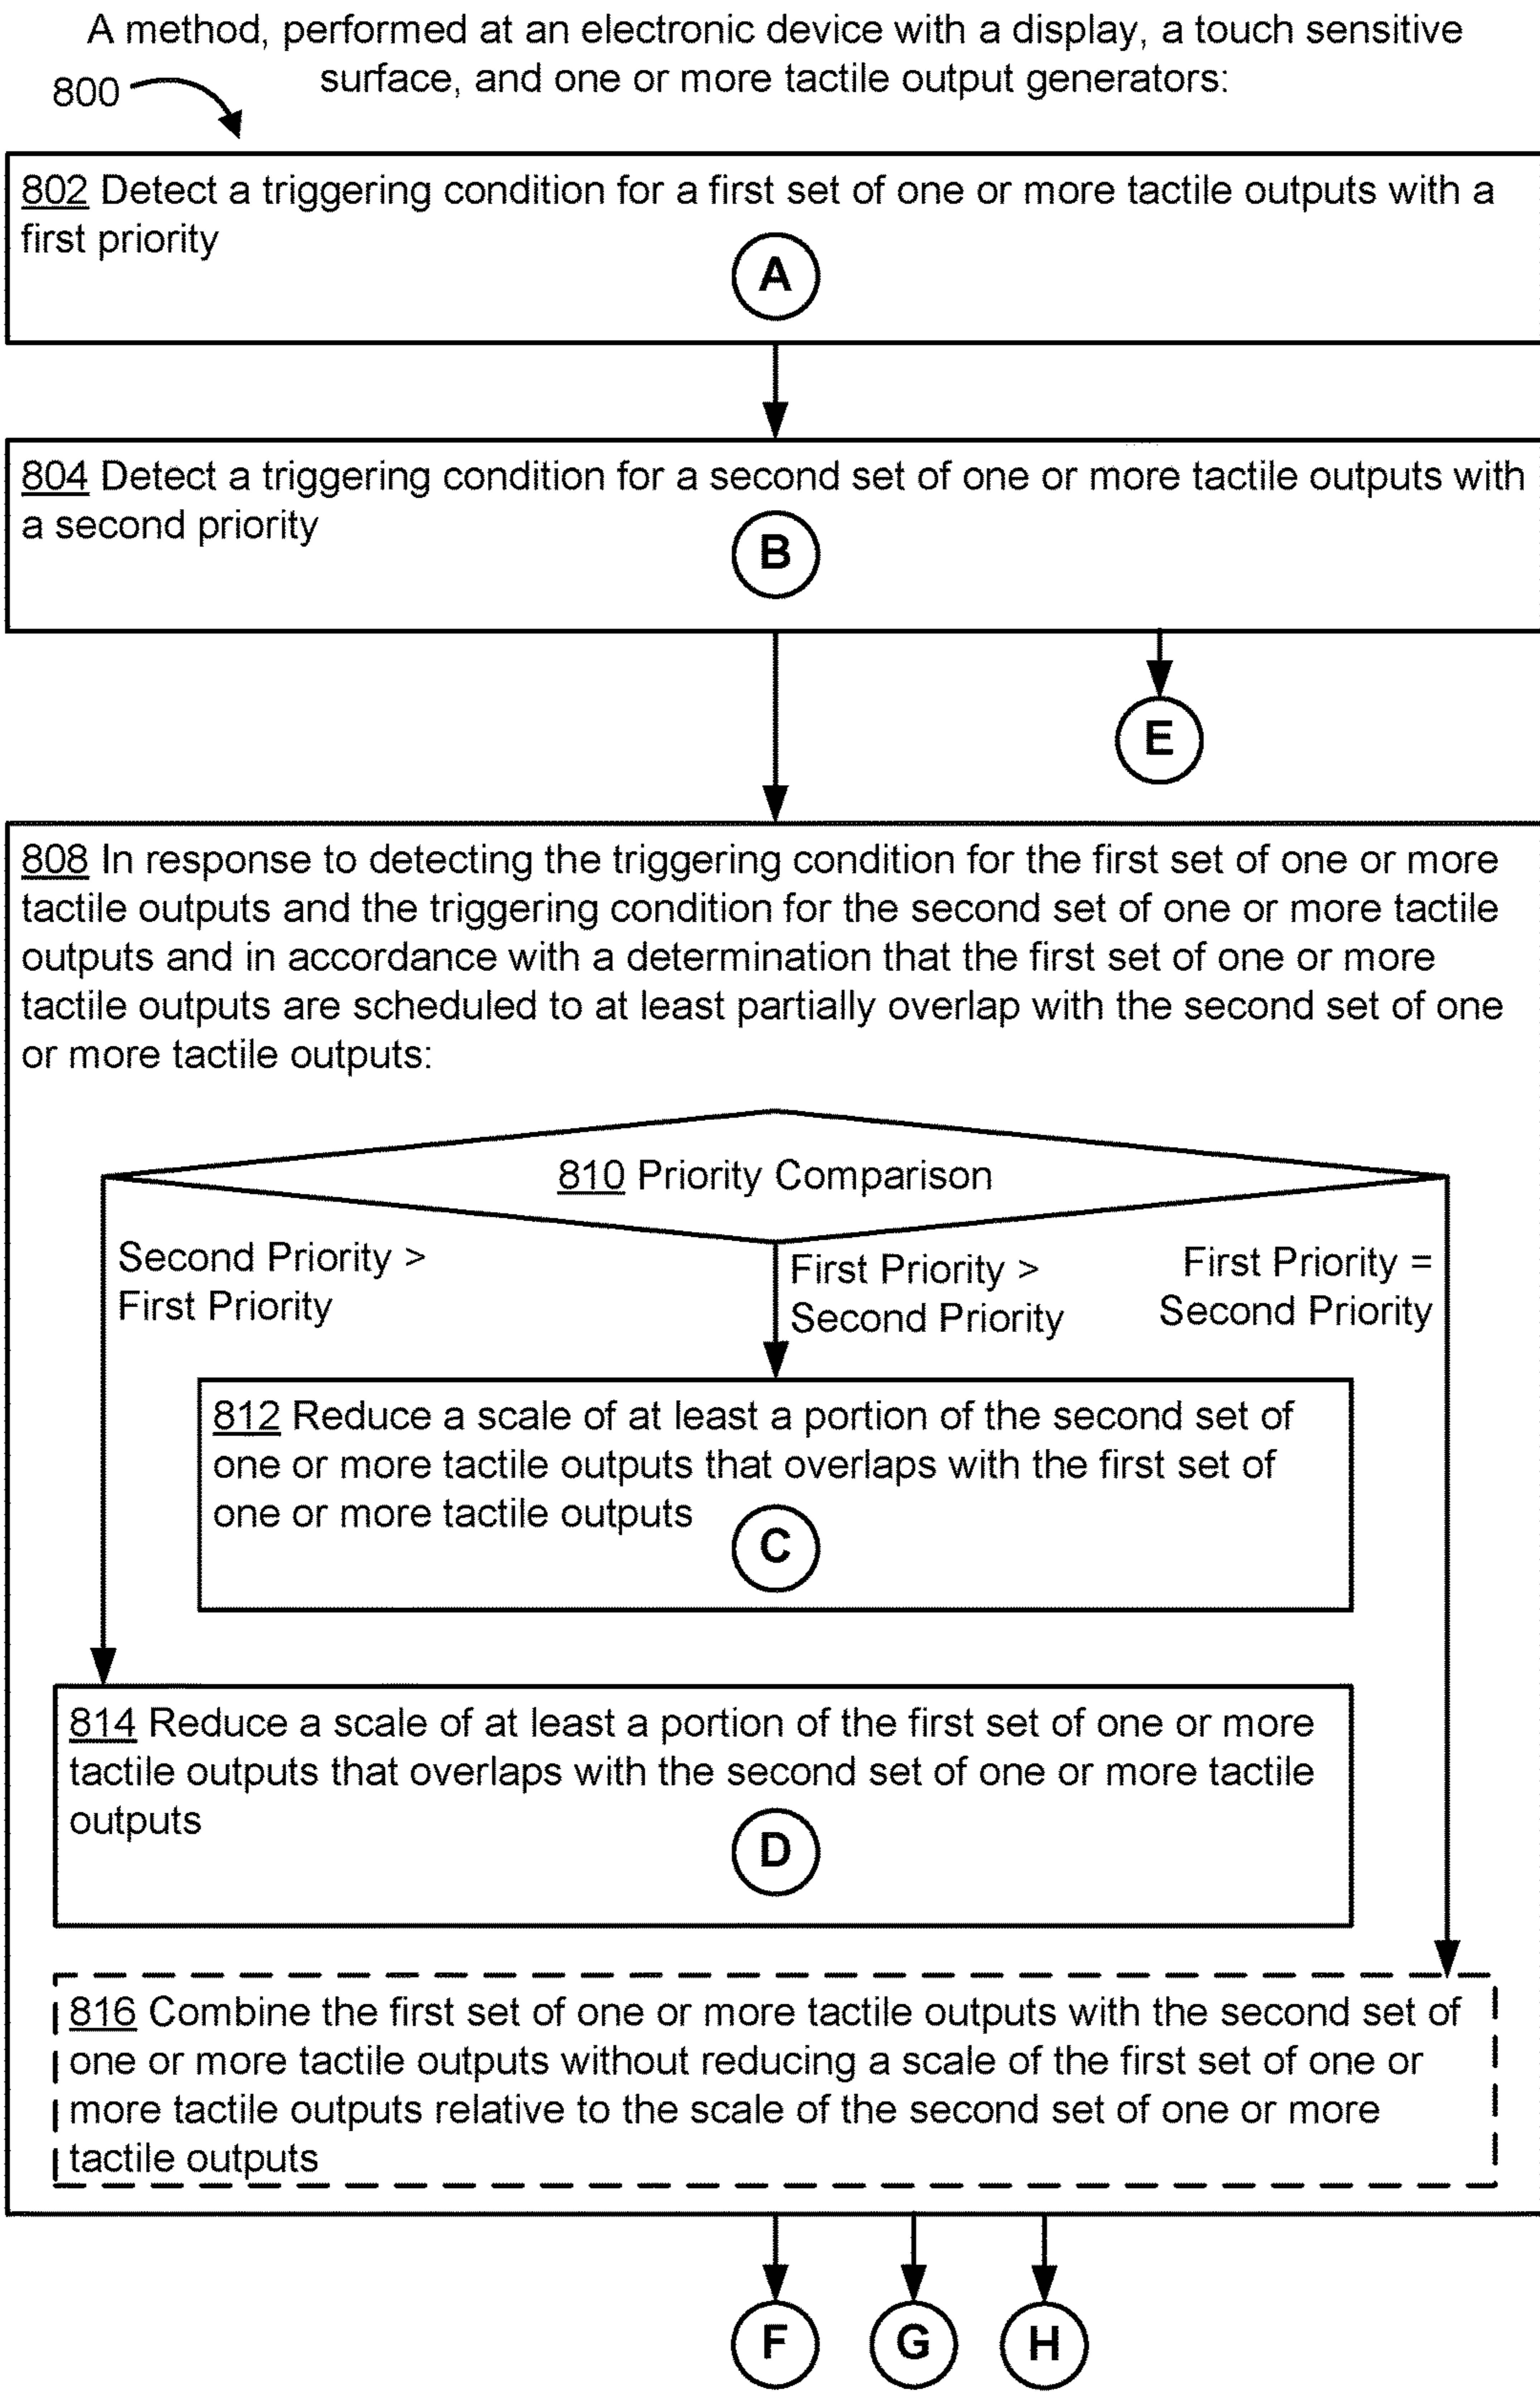 A method, performed at an electronic device with a display, a touch sensitive
surface, and one or more tactile output generators:
800
802 Detect a triggering condition for a first set of one or more tactile outputs with a
first priority
A
804 Detect a triggering condition for a second set of one or more tactile outputs with
a second priority
B
E
808 In response to detecting the triggering condition for the first set of one or more
tactile outputs and the triggering condition for the second set of one or more tactile
outputs and in accordance with a determination that the first set of one or more
tactile outputs are scheduled to at least partially overlap with the second set of one
or more tactile outputs:
810 Priority Comparison
Second Priority >
First Priority
First Priority >
Second Priority
First Priority =
Second Priority
812 Reduce a scale of at least a portion of the second set of
one or more tactile outputs that overlaps with the first set of
one or more tactile outputs
C
814 Reduce a scale of at least a portion of the first set of one or more
tactile outputs that overlaps with the second set of one or more tactile
outputs
D
816 Combine the first set of one or more tactile outputs with the second set of
one or more tactile outputs without reducing a scale of the first set of one or
more tactile outputs relative to the scale of the second set of one or more
tactile outputs
F
G
H